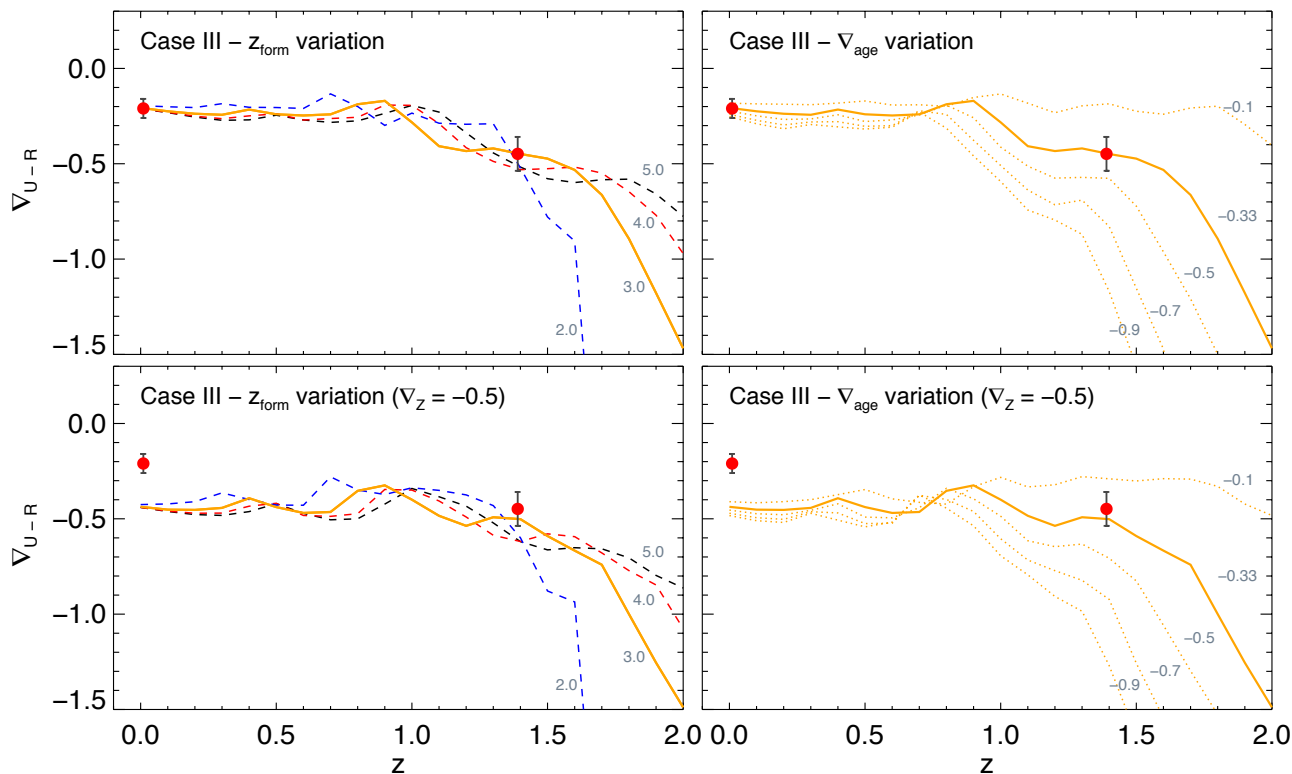 Case III – z_form variation
Case III – ∇_age variation
0.0
−0.5
−1.0
−1.5
∇_U−R
5.0
4.0
3.0
2.0
−0.1
−0.33
−0.5
−0.7
−0.9
Case III – z_form variation (∇_Z = −0.5)
Case III – ∇_age variation (∇_Z = −0.5)
0.0
−0.5
−1.0
−1.5
∇_U−R
5.0
4.0
3.0
2.0
−0.1
−0.33
−0.5
−0.7
−0.9
0.0 0.5 1.0 1.5 2.0
0.0 0.5 1.0 1.5 2.0
z
z